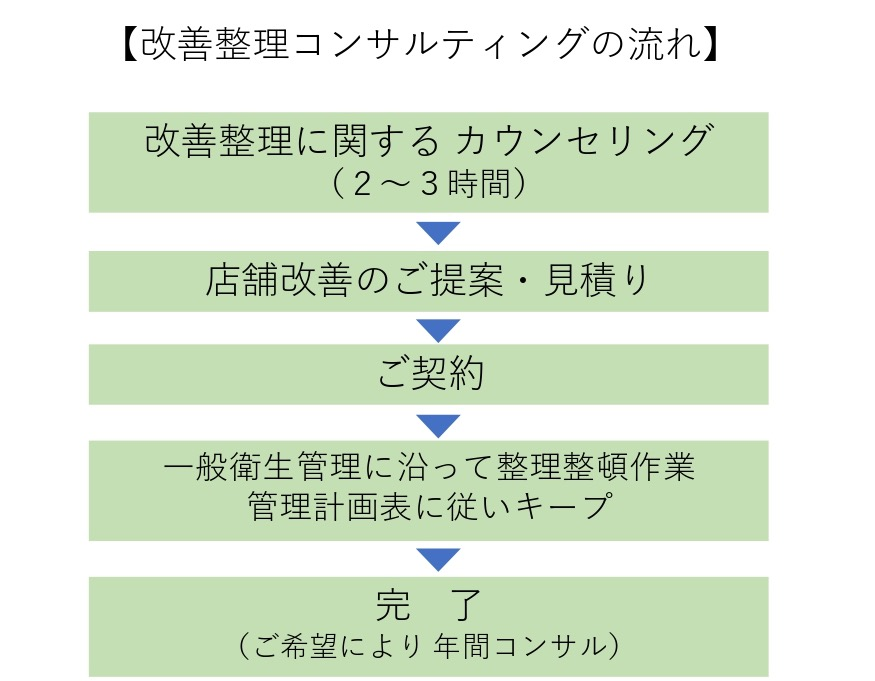 【改善整理コンサルティングの流れ】
改善整理に関する カウンセリング
（２～３時間）
店舗改善のご提案・見積り
ご契約
一般衛生管理に沿って整理整頓作業
管理計画表に従いキープ
完　了
（ご希望により 年間コンサル）